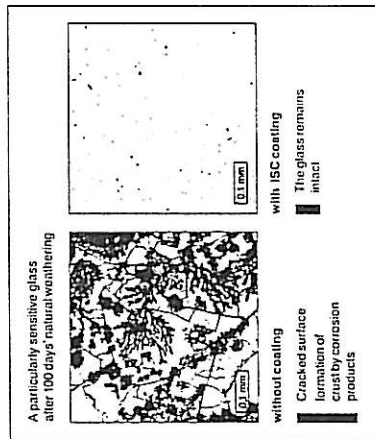 A particularly sensitive glass
after 100 days' natural weathering
0.1 mm
0.1 mm
without coating
Cracked surface
formation of
crust by corrosion
products
with ISC coating
The glass remains
intact